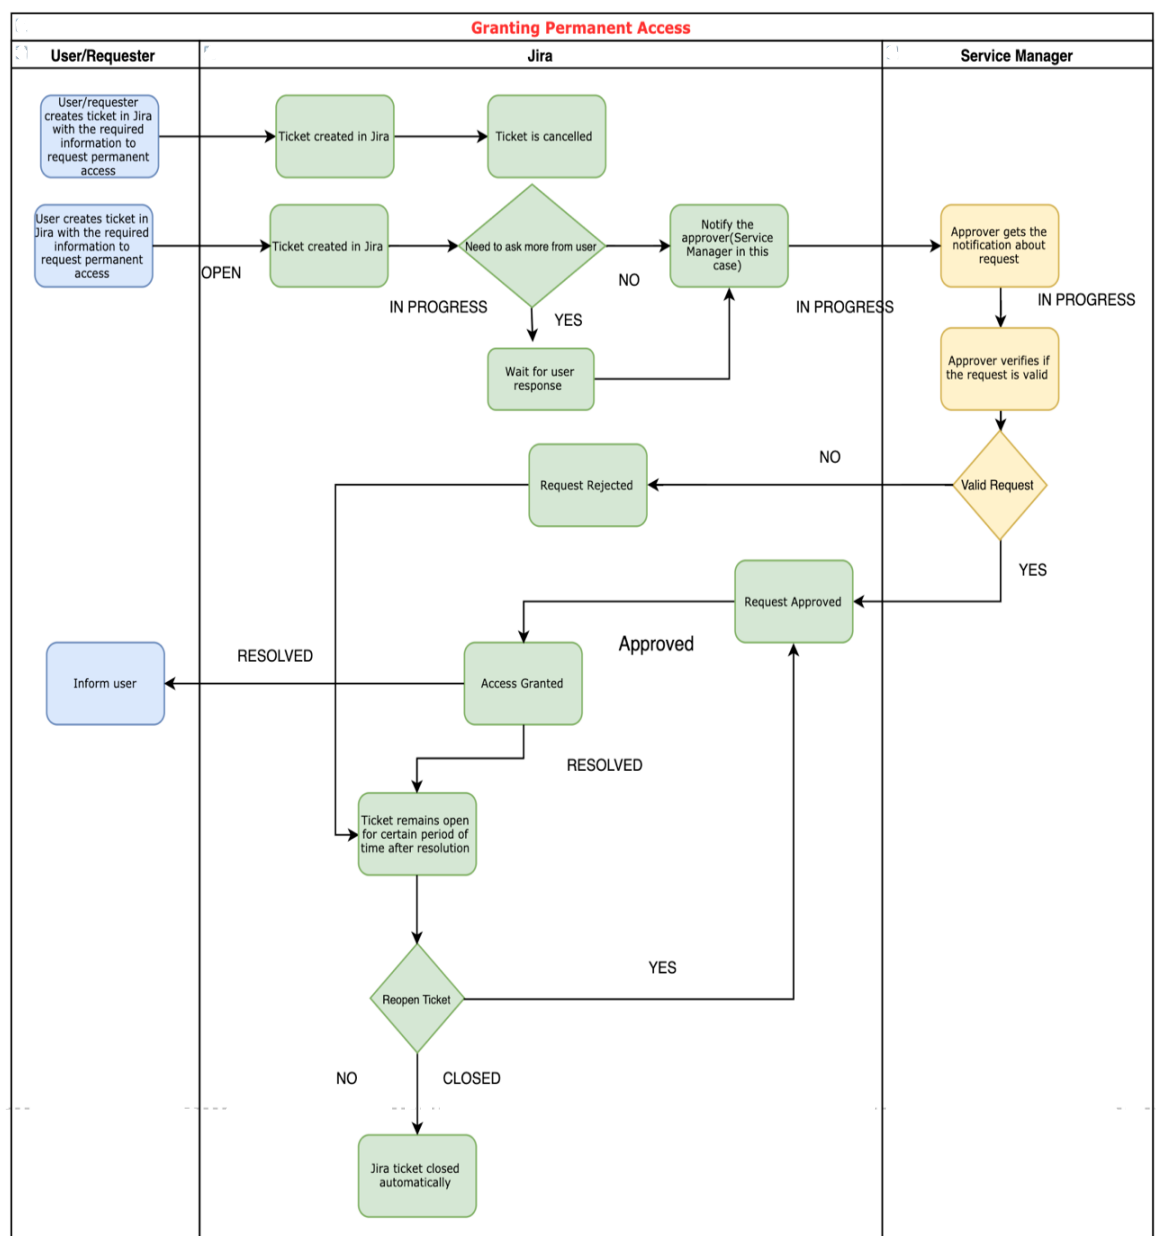 Granting Permanent Access
User/Requester
Jira
Service Manager
User/requester
creates ticket in Jira
with the required
information to
request permanent
access
Ticket created in Jira
Ticket is cancelled
User creates ticket in
Jira with the required
information to
request permanent
access
OPEN
Ticket created in Jira
IN PROGRESS
Need to ask more from user
NO
YES
Wait for user
response
Notify the
approver(Service
Manager in this
case)
IN PROGRESS
Approver gets the
notification about
request
IN PROGRESS
Approver verifies if
the request is valid
Valid Request
NO
Request Rejected
YES
Request Approved
Approved
Access Granted
RESOLVED
Inform user
RESOLVED
Ticket remains open
for certain period of
time after resolution
Reopen Ticket
YES
NO
CLOSED
Jira ticket closed
automatically